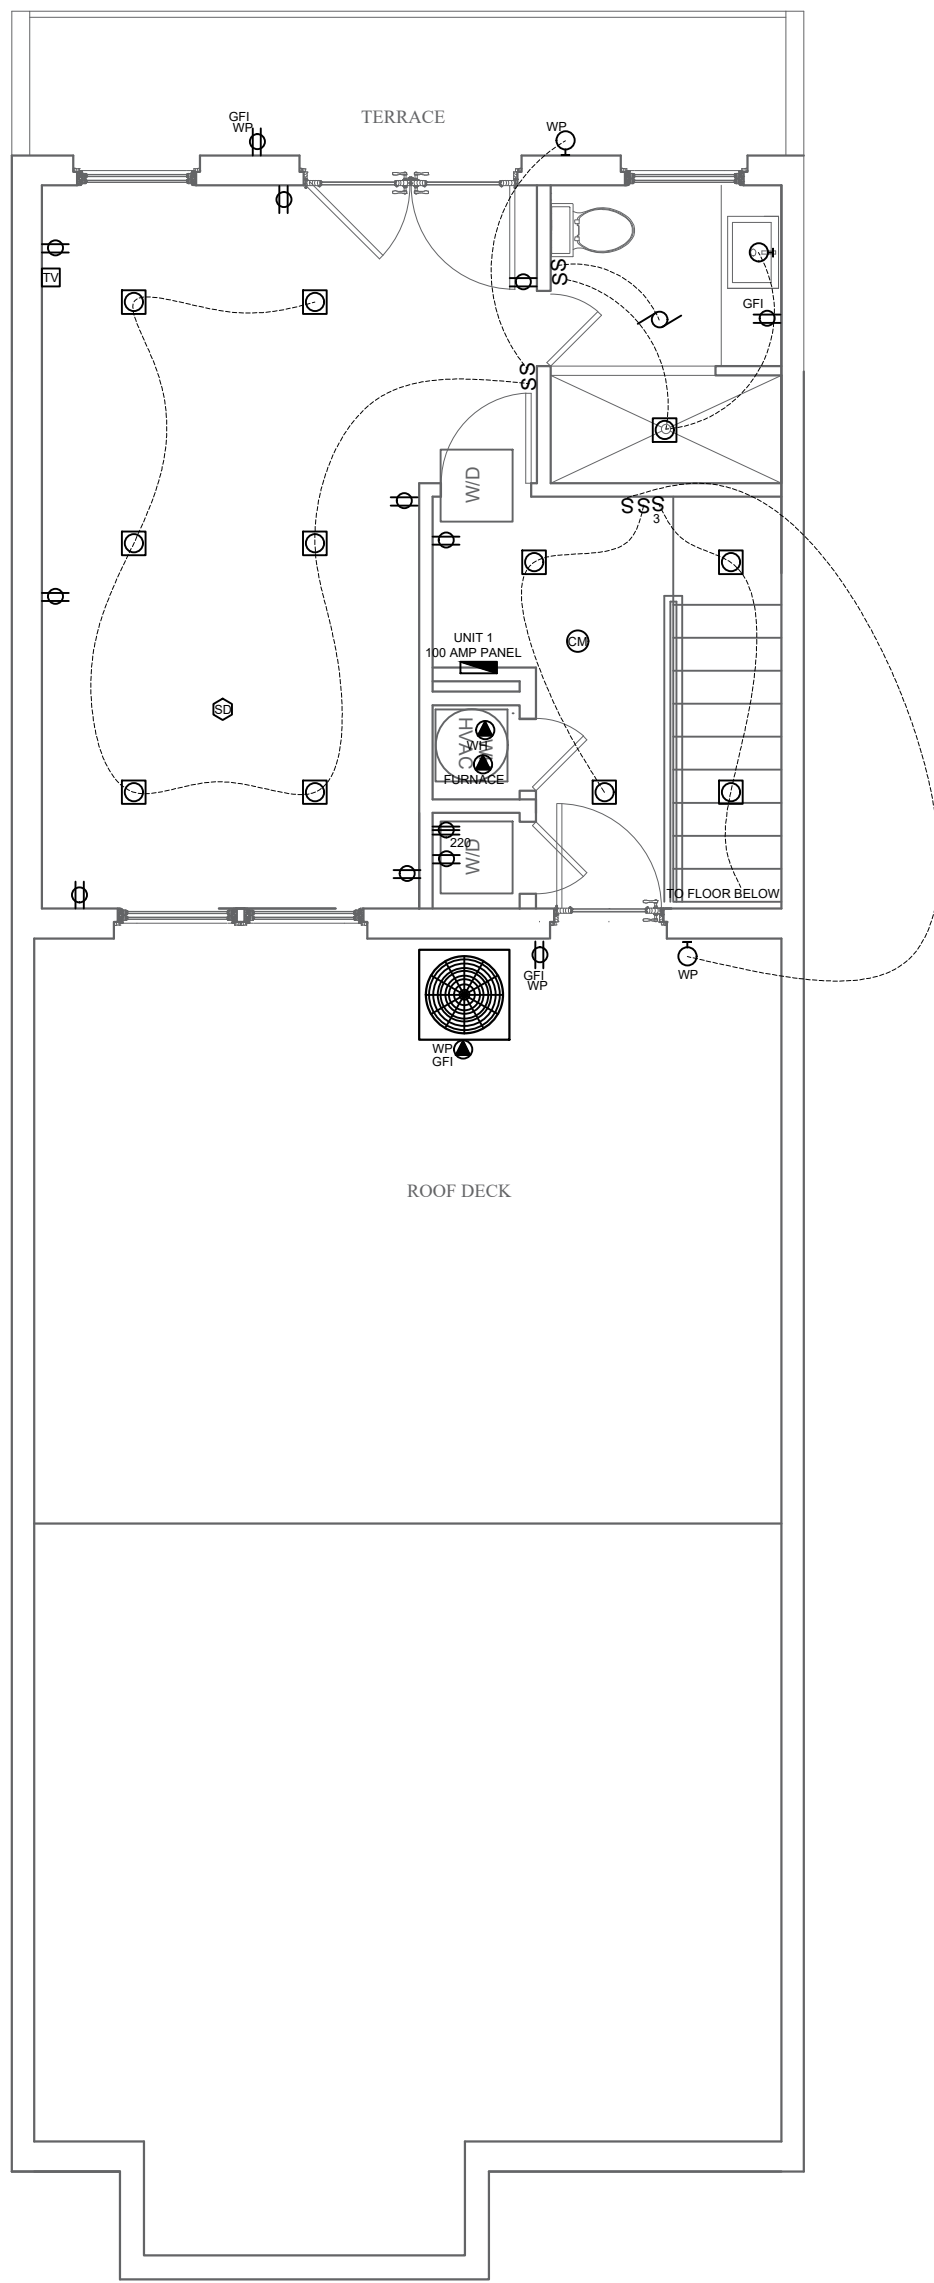 TERRACE
GFI
WP
WP
TV
GFI
S
S
S
S
W/D
S S S
3
UNIT 1
100 AMP PANEL
CM
SD
HVAC
WH
FURNACE
220
W/D
TO FLOOR BELOW
GFI
WP
WP
WP
GFI
ROOF DECK